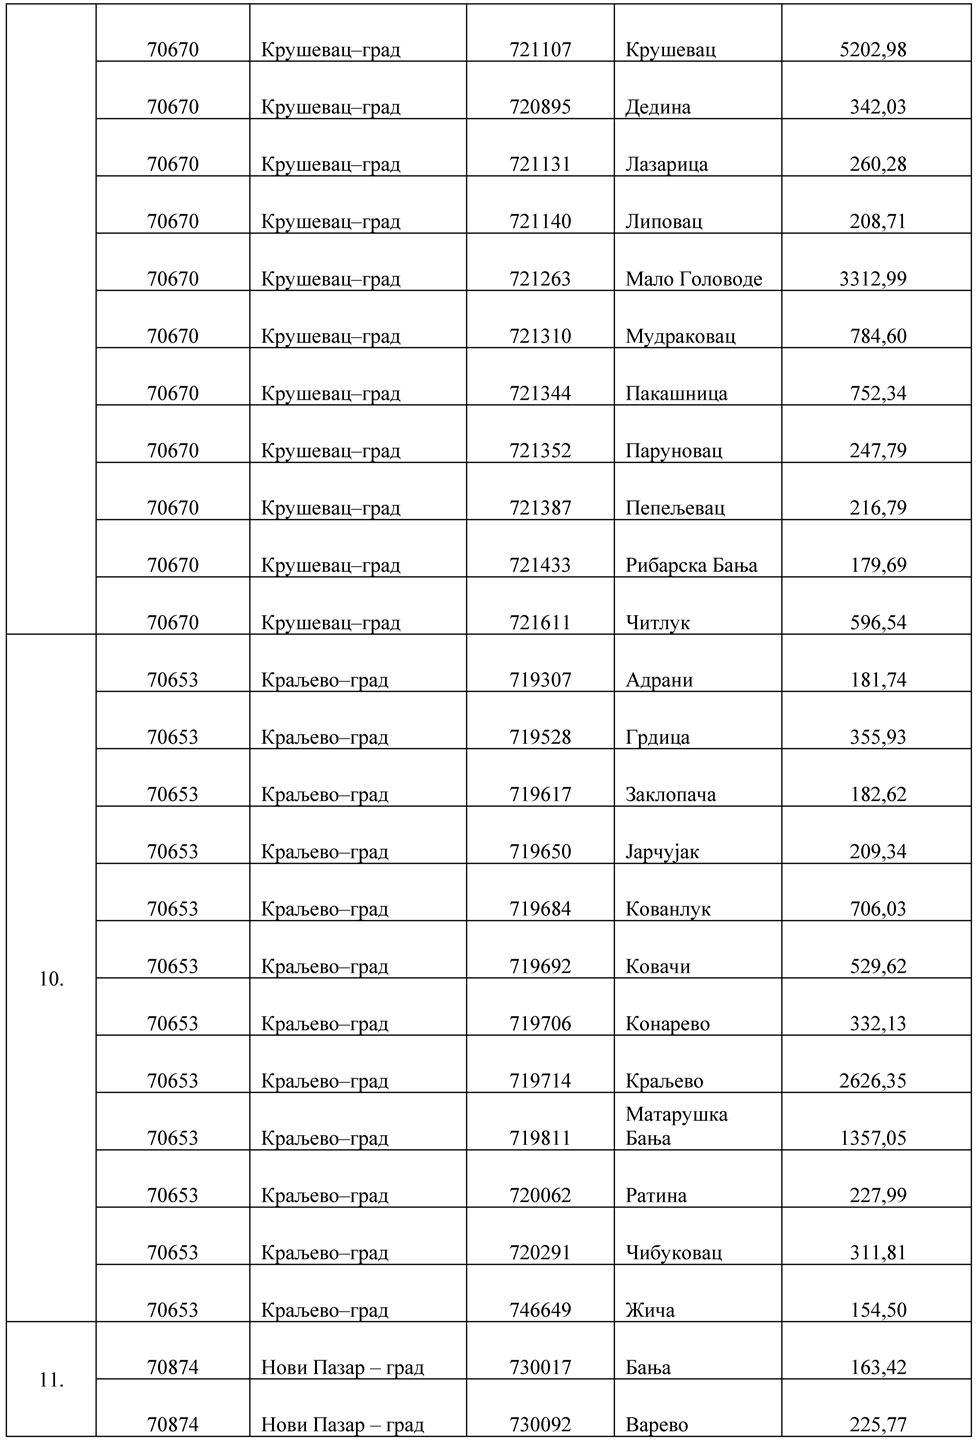 70670 Крушевац–град 721107 Крушевац 5202,98
70670 Крушевац–град 720895 Дедина 342,03
70670 Крушевац–град 721131 Лазарица 260,28
70670 Крушевац–град 721140 Липовац 208,71
70670 Крушевац–град 721263 Мало Головоде 3312,99
70670 Крушевац–град 721310 Мудраковац 784,60
70670 Крушевац–град 721344 Пакашница 752,34
70670 Крушевац–град 721352 Паруновац 247,79
70670 Крушевац–град 721387 Пепељевац 216,79
70670 Крушевац–град 721433 Рибарска Бања 179,69
70670 Крушевац–град 721611 Читлук 596,54
10.
70653 Краљево–град 719307 Адрани 181,74
70653 Краљево–град 719528 Грдица 355,93
70653 Краљево–град 719617 Заклопача 182,62
70653 Краљево–град 719650 Јарчујак 209,34
70653 Краљево–град 719684 Кованлук 706,03
70653 Краљево–град 719692 Ковачи 529,62
70653 Краљево–град 719706 Конарево 332,13
70653 Краљево–град 719714 Краљево 2626,35
Матарушка
70653 Краљево–град 719811 Бања 1357,05
70653 Краљево–град 720062 Ратина 227,99
70653 Краљево–град 720291 Чибуковац 311,81
70653 Краљево–град 746649 Жича 154,50
11.
70874 Нови Пазар – град 730017 Бања 163,42
70874 Нови Пазар – град 730092 Варево 225,77